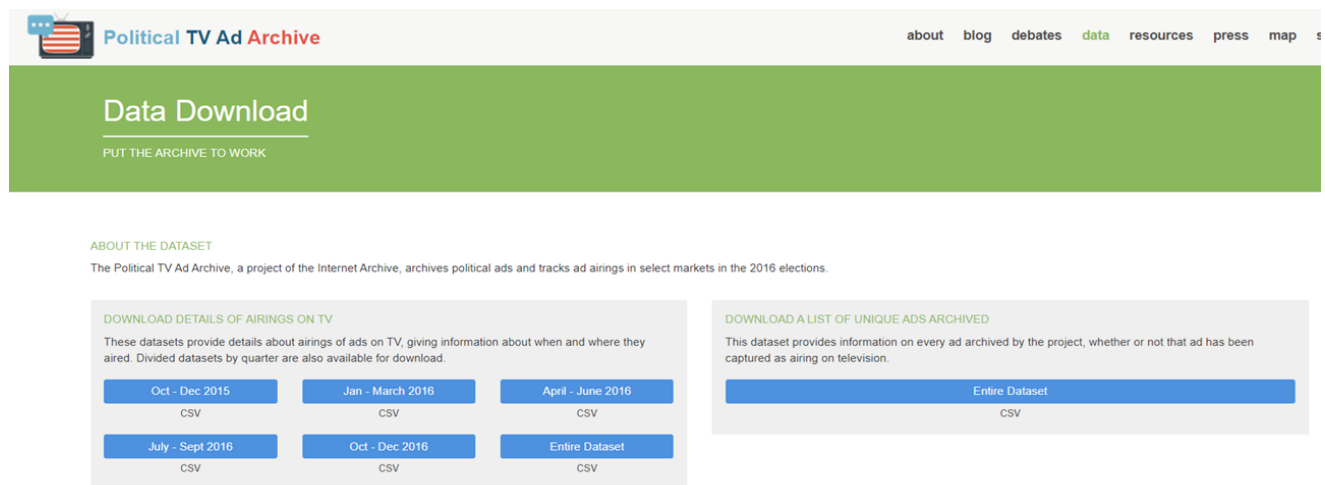 Political TV Ad Archive
about blog debates data resources press map
Data Download
PUT THE ARCHIVE TO WORK
ABOUT THE DATASET
The Political TV Ad Archive, a project of the Internet Archive, archives political ads and tracks ad airings in select markets in the 2016 elections.
DOWNLOAD DETAILS OF AIRINGS ON TV
These datasets provide details about airings of ads on TV, giving information about when and where they
aired. Divided datasets by quarter are also available for download.
Oct - Dec 2015
CSV
Jan - March 2016
CSV
April - June 2016
CSV
July - Sept 2016
CSV
Oct - Dec 2016
CSV
Entire Dataset
CSV
DOWNLOAD A LIST OF UNIQUE ADS ARCHIVED
This dataset provides information on every ad archived by the project, whether or not that ad has been
captured as airing on television.
Entire Dataset
CSV